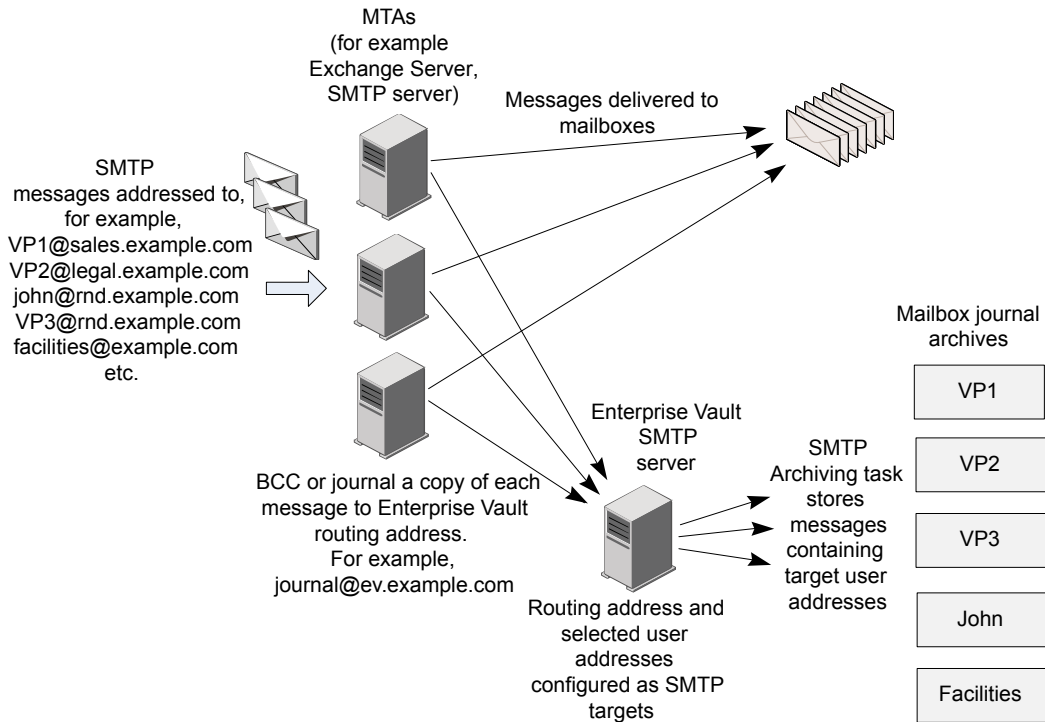 MTAs
(for example
Exchange Server,
SMTP server)
Messages delivered to
mailboxes
SMTP
messages addressed to,
for example,
VP1@sales.example.com
VP2@legal.example.com
john@rnd.example.com
VP3@rnd.example.com
facilities@example.com
etc.
BCC or journal a copy of each
message to Enterprise Vault
routing address.
For example,
journal@ev.example.com
Enterprise Vault
SMTP
server
Routing address and
selected user
addresses
configured as SMTP
targets
SMTP
Archiving task
stores
messages
containing
target user
addresses
Mailbox journal
archives
VP1
VP2
VP3
John
Facilities